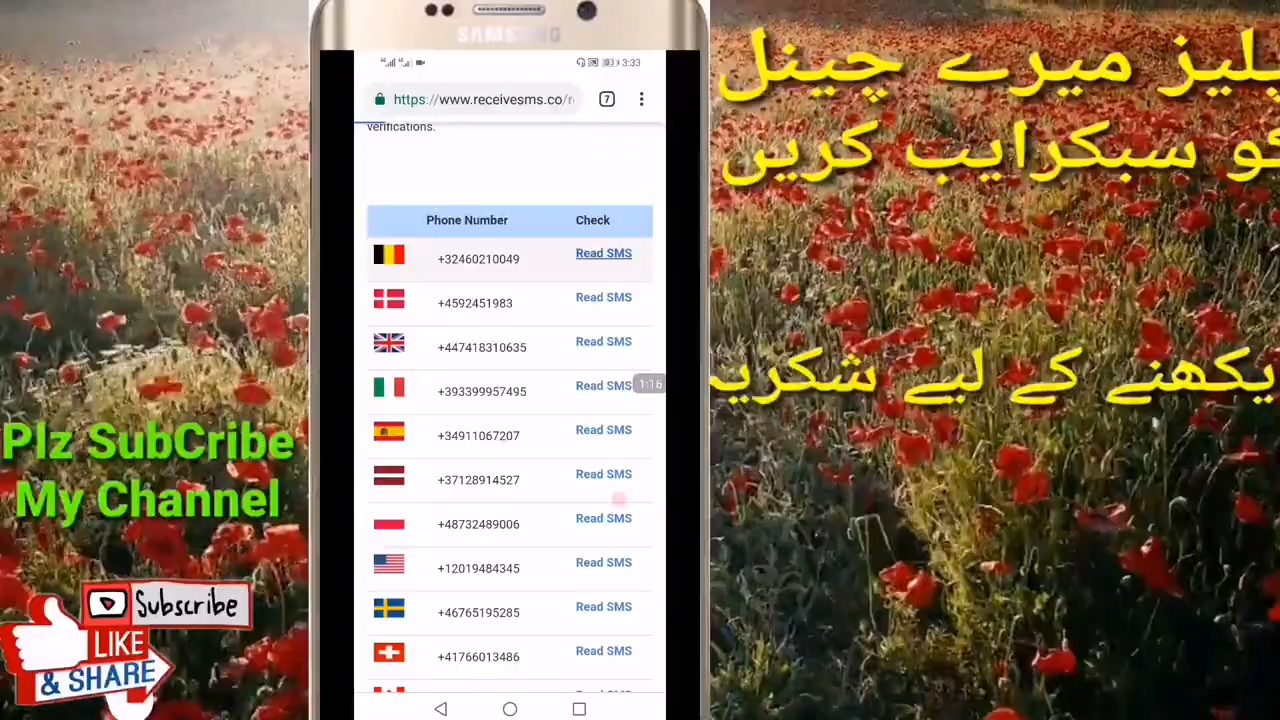 SAMSUNG
3:33
https://www.receivesms.co/r
7
verifications.
Phone Number Check
+32460210049 Read SMS
+4592451983 Read SMS
+447418310635 Read SMS
+393399957495 Read SMS
1:16
+34911067207 Read SMS
+37128914527 Read SMS
+48732489006 Read SMS
+12019484345 Read SMS
+46765195285 Read SMS
+41766013486 Read SMS
پلیز میرے چینل
کو سبکرایب کریں
یکھنے کے لیے شکریہ
Plz SubCribe
My Channel
Subscribe
LIKE
& SHARE